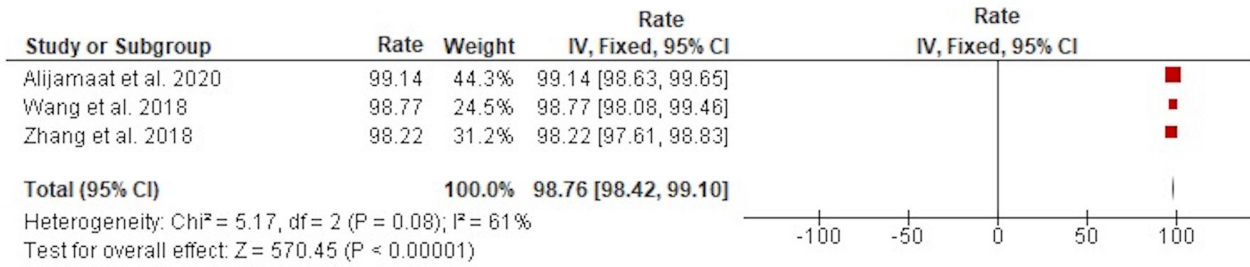 Rate Rate
Study or Subgroup Rate Weight IV, Fixed, 95% CI IV, Fixed, 95% CI
Alijamaat et al. 2020 99.14 44.3% 99.14 [98.63, 99.65]
Wang et al. 2018 98.77 24.5% 98.77 [98.08, 99.46]
Zhang et al. 2018 98.22 31.2% 98.22 [97.61, 98.83]
Total (95% CI) 100.0% 98.76 [98.42, 99.10]
Heterogeneity: Chi² = 5.17, df = 2 (P = 0.08); I² = 61%
Test for overall effect: Z = 570.45 (P < 0.00001)
-100 -50 0 50 100